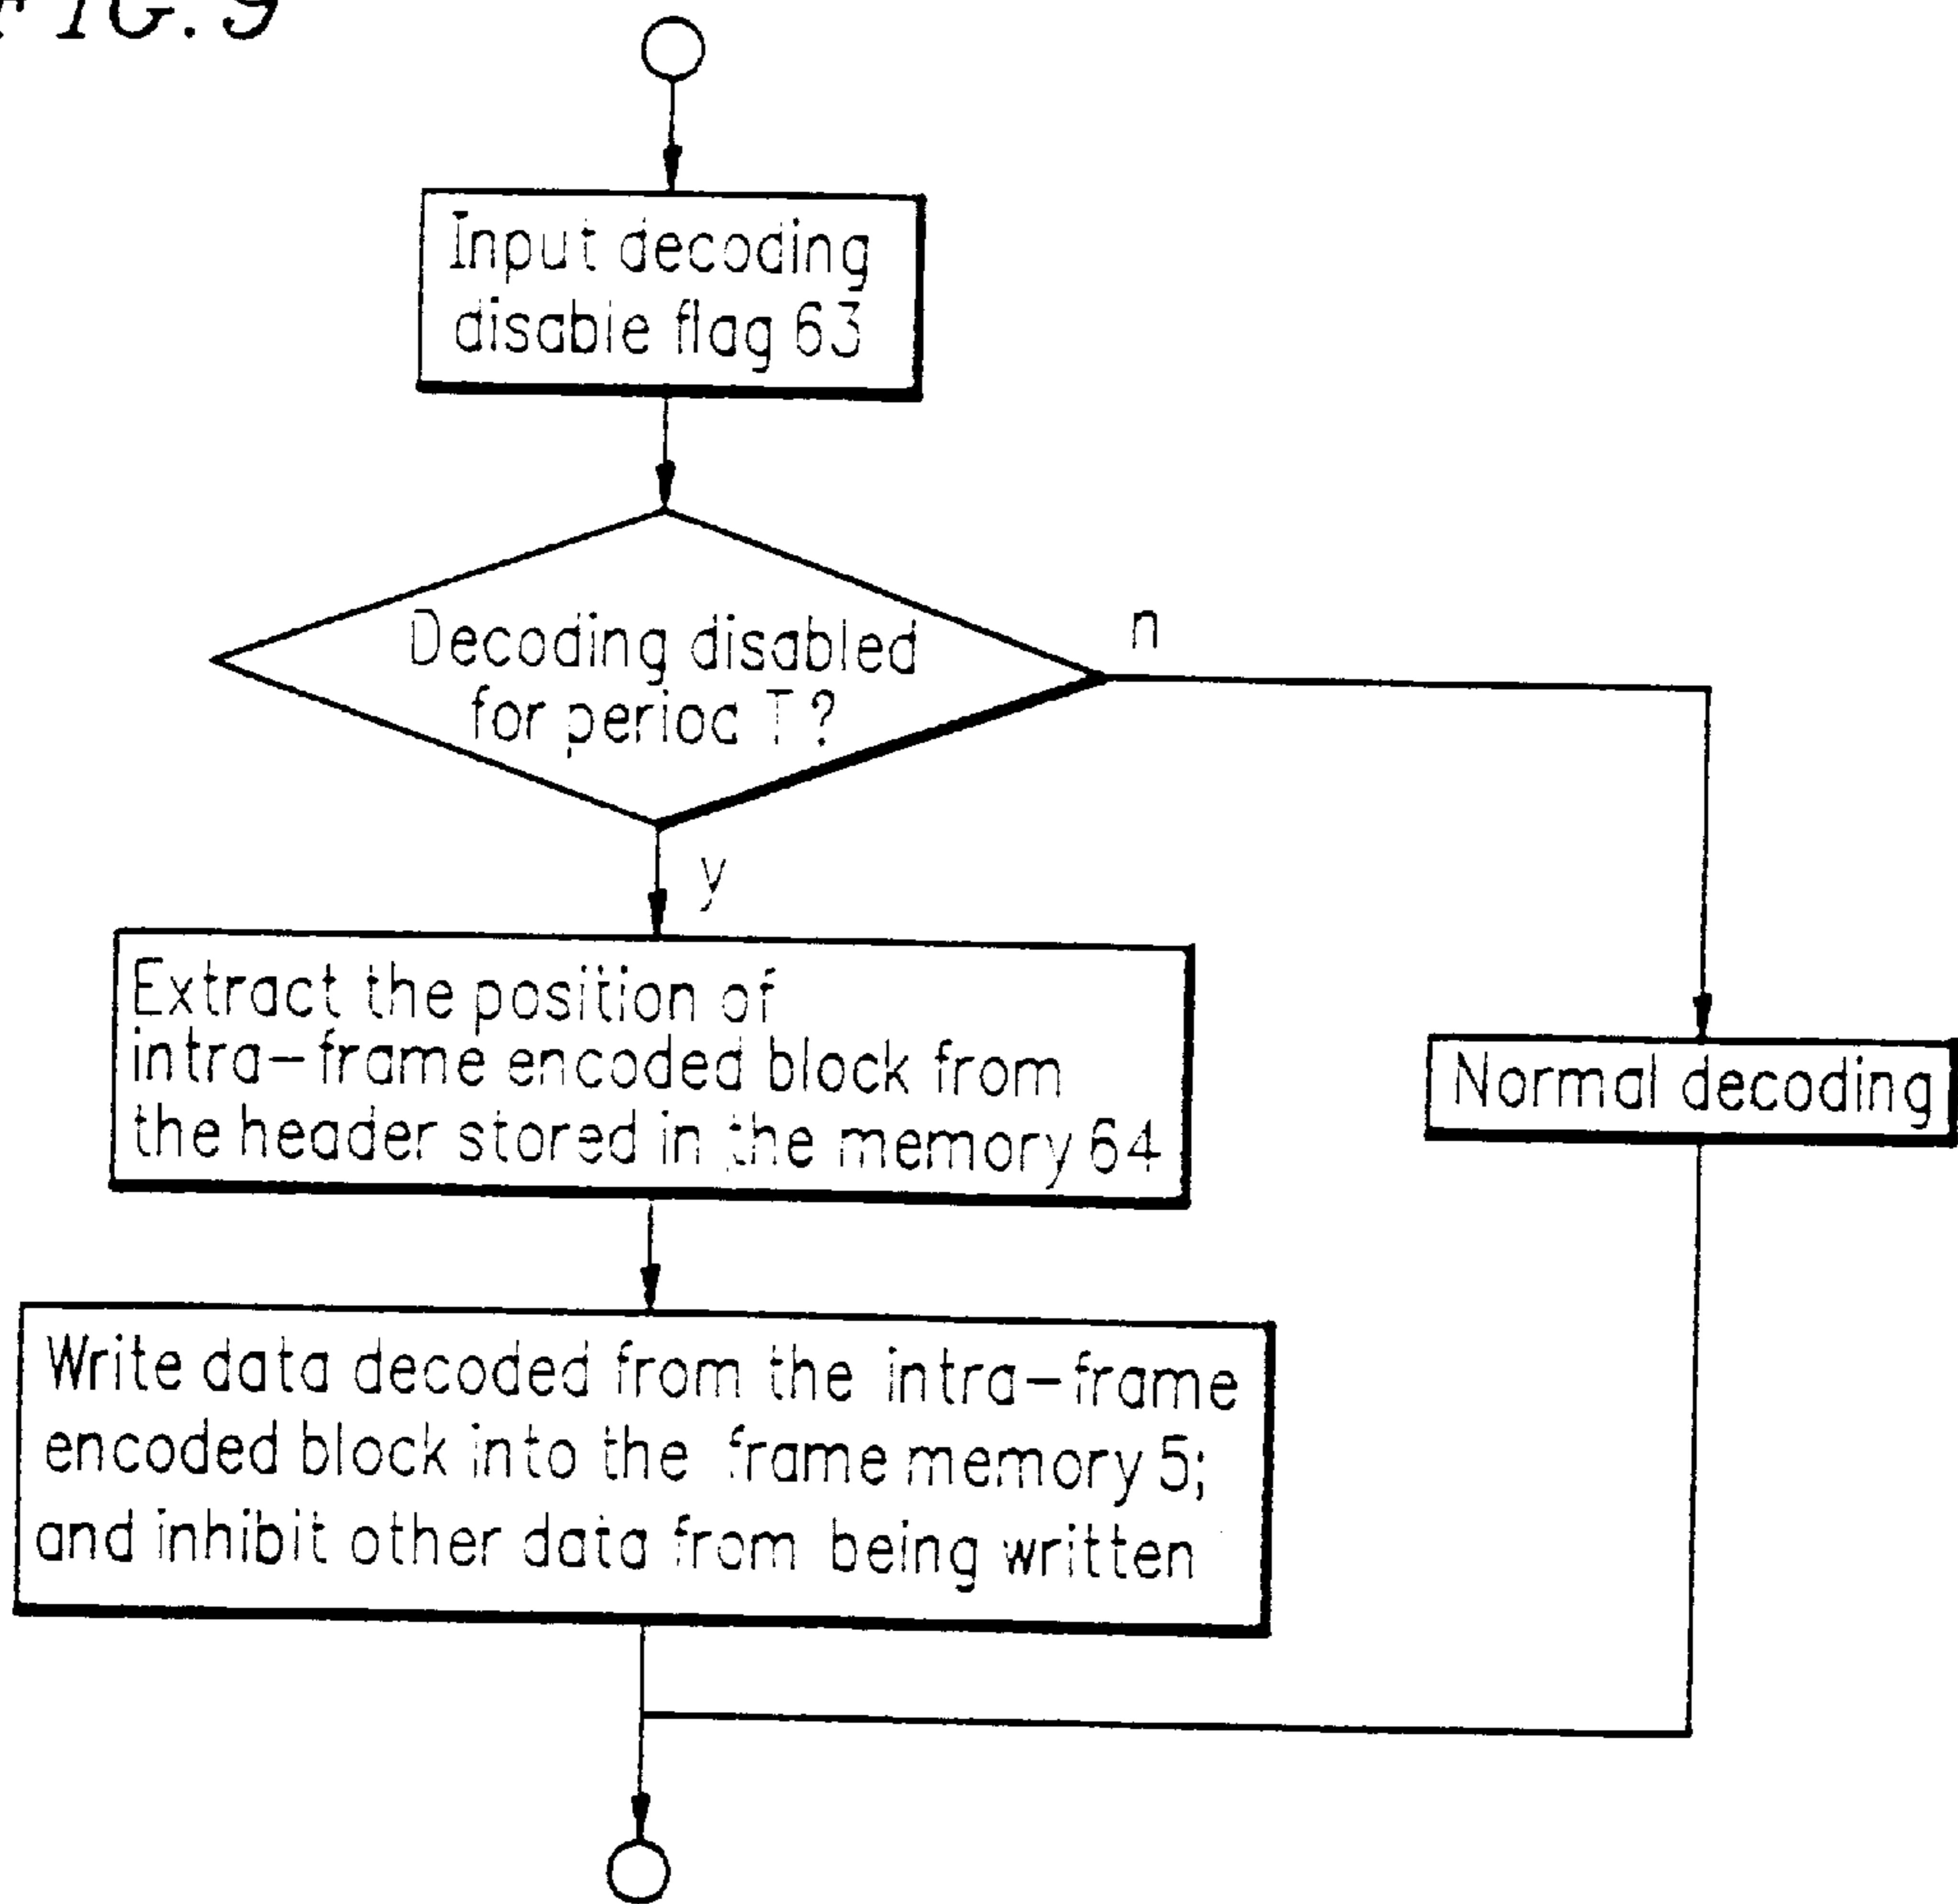 FIG. 9
Input decoding
disable flag 63
Decoding disabled
for period T?
n
y
Extract the position of
intra-frame encoded block from
the header stored in the memory 64
Normal decoding
Write data decoded from the intra-frame
encoded block into the frame memory 5;
and inhibit other data from being written